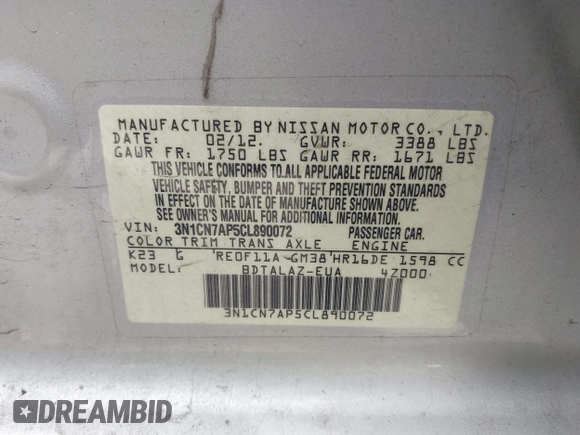 MANUFACTURED BY NISSAN MOTOR CO., LTD.
DATE: 02/12. GVWR: 3388 LBS
GAWR FR: 1750 LBS GAWR RR: 1671 LBS
THIS VEHICLE CONFORMS TO ALL APPLICABLE FEDERAL MOTOR
VEHICLE SAFETY, BUMPER AND THEFT PREVENTION STANDARDS
IN EFFECT ON THE DATE OF MANUFACTURE SHOWN ABOVE.
SEE OWNER'S MANUAL FOR ADDITIONAL INFORMATION
VIN: 3N1CN7AP5CL890072 PASSENGER CAR.
COLOR TRIM TRANS AXLE ENGINE
K23 G RE0F11A-GM38 HR16DE 1598 CC
MODEL: BDTALAZ-EUA 4Z000
3N1CN7AP5CL890072
DREAMBID